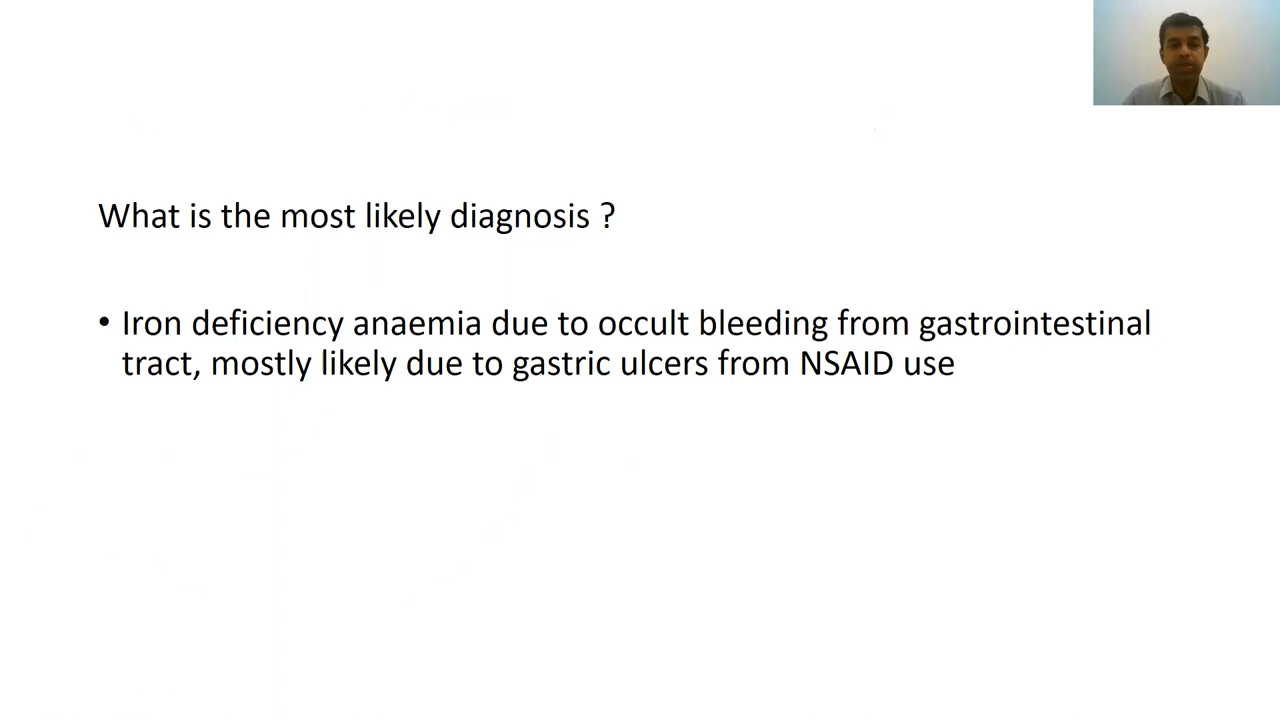 What is the most likely diagnosis ?
• Iron deficiency anaemia due to occult bleeding from gastrointestinal
tract, mostly likely due to gastric ulcers from NSAID use